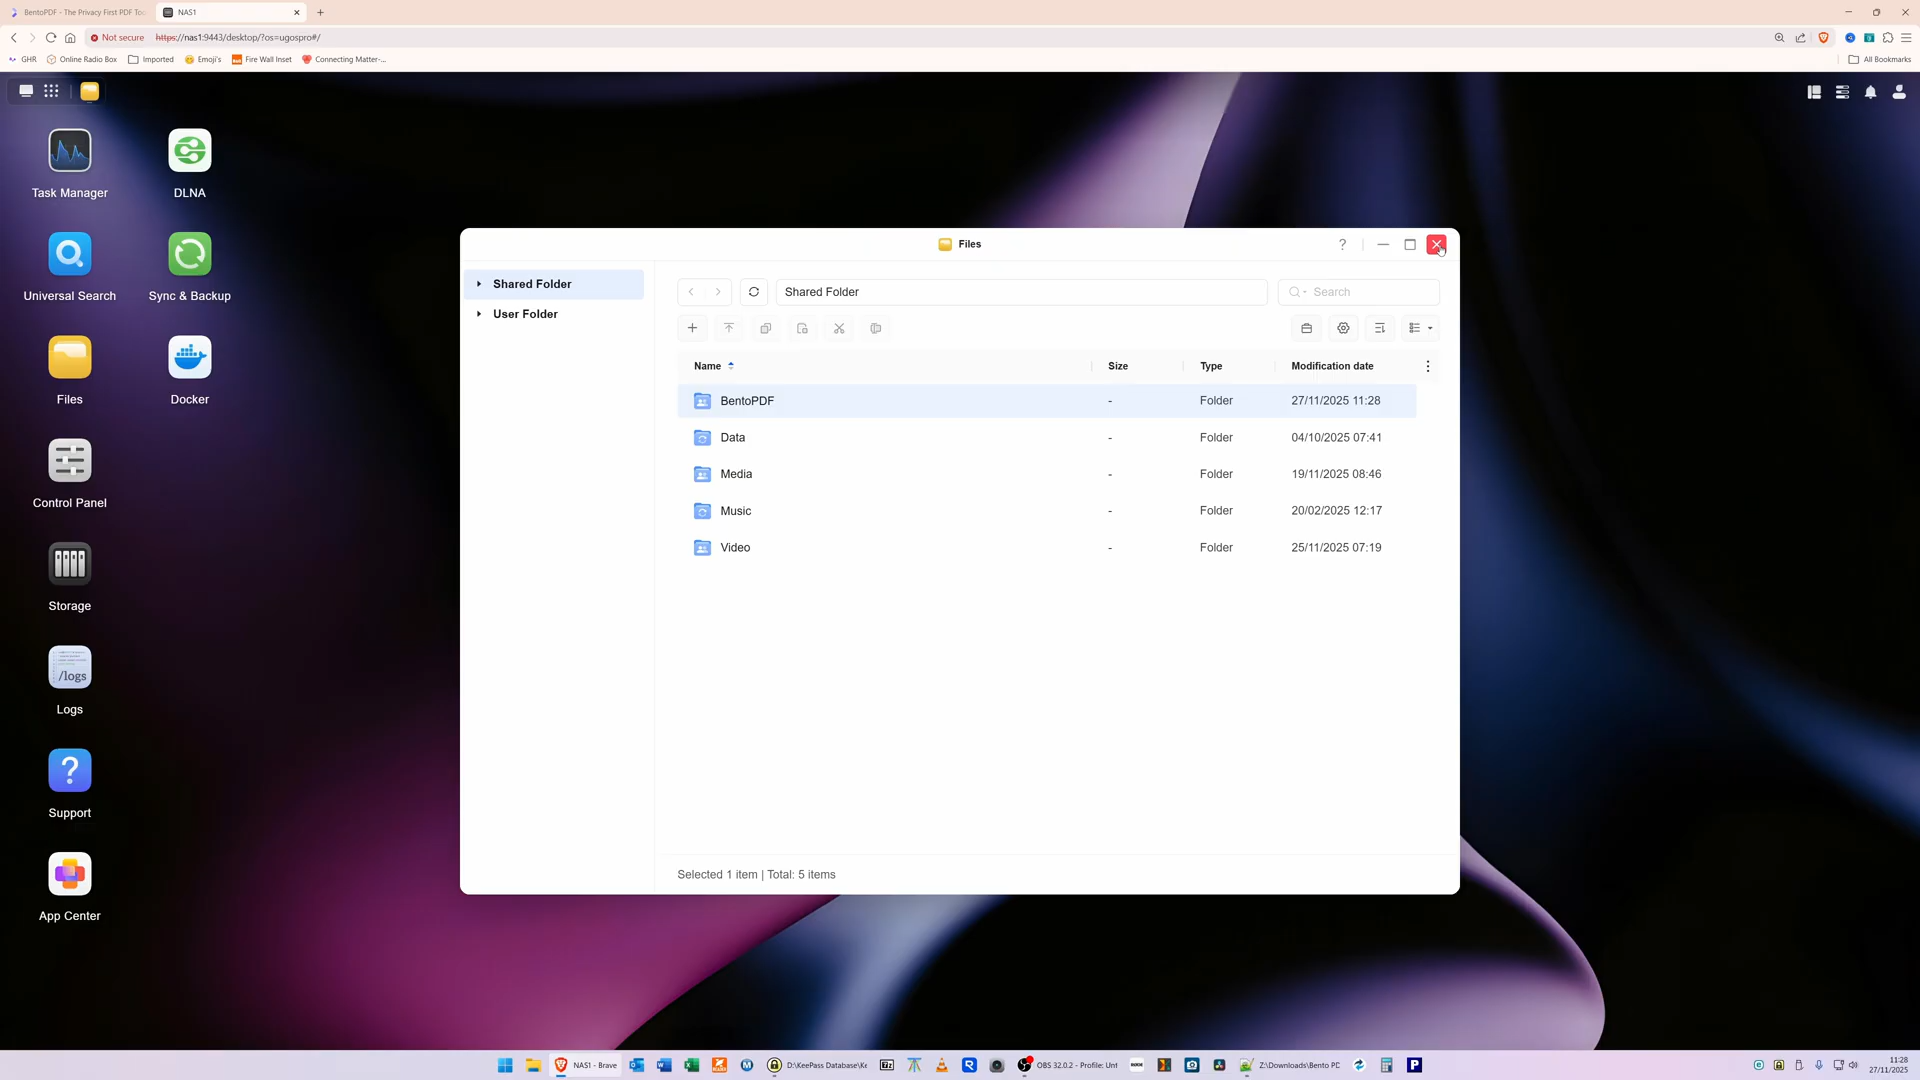 BentoPDF - The Privacy First PDF Too
NAS1
Not secure https://nas1:9443/desktop/?os=ugospro#/
GHR
Online Radio Box
Imported
Emoji's
Fire Wall Inset
Connecting Matter-...
All Bookmarks
Task Manager
DLNA
Universal Search
Sync & Backup
Files
Docker
Control Panel
Storage
/logs
Logs
Support
App Center
Files
Shared Folder
User Folder
Shared Folder
Search
Name Size Type Modification date
BentoPDF - Folder 27/11/2025 11:28
Data - Folder 04/10/2025 07:41
Media - Folder 19/11/2025 08:46
Music - Folder 20/02/2025 12:17
Video - Folder 25/11/2025 07:19
Selected 1 item | Total: 5 items
NAS1 - Brave
D:\KeePass Database\Ke
OBS 32.0.2 - Profile: Unt
Z:\Downloads\Bento PD
11:28
27/11/2025